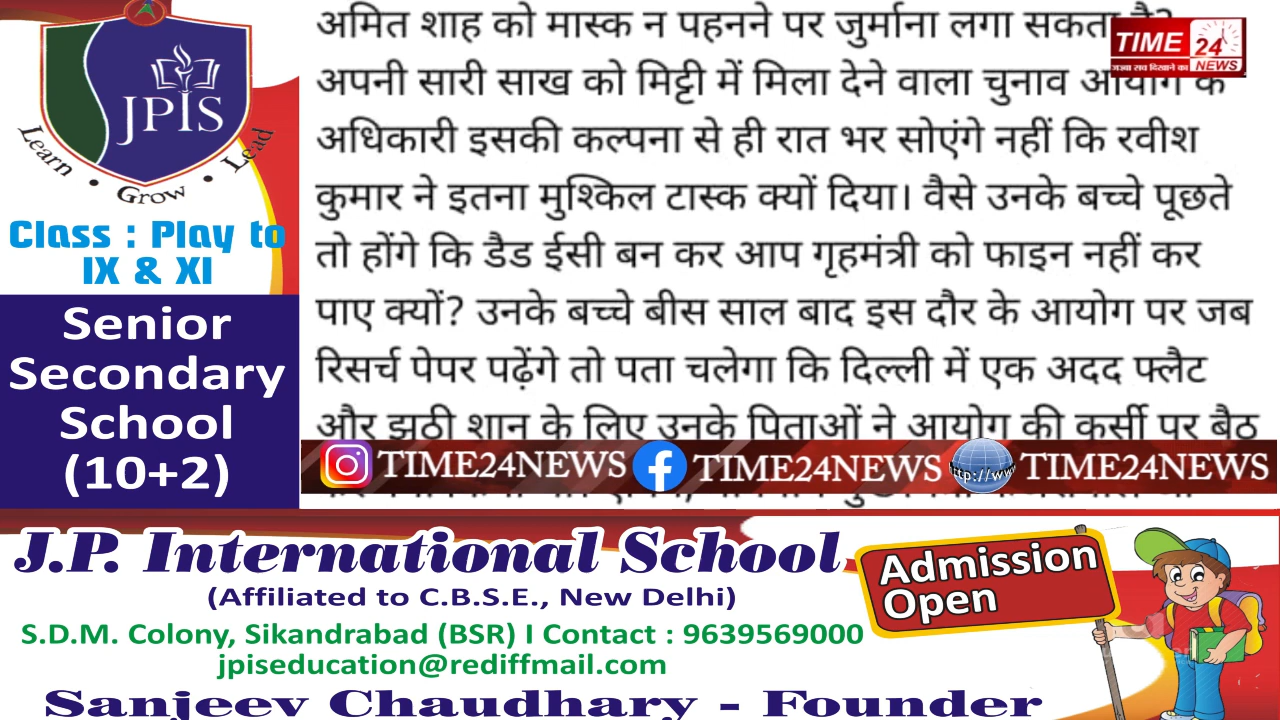 JPIS
Learn • Grow • Lead
Class : Play to
IX & XI
Senior
Secondary
School
(10+2)
अमित शाह को मास्क न पहनने पर जुर्माना लगा सकता
अपनी सारी साख को मिट्टी में मिला देने वाला चुनाव आयोग के
अधिकारी इसकी कल्पना से ही रात भर सोएंगे नहीं कि रवीश
कुमार ने इतना मुश्किल टास्क क्यों दिया। वैसे उनके बच्चे पूछते
तो होंगे कि डैड ईसी बन कर आप गृहमंत्री को फाइन नहीं कर
पाए क्यों? उनके बच्चे बीस साल बाद इस दौर के आयोग पर जब
रिसर्च पेपर पढ़ेंगे तो पता चलेगा कि दिल्ली में एक अदद फ्लैट
और झूठी शान के लिए उनके पिताओं ने आयोग की कुर्सी पर बैठ
TIME
24
NEWS
TIME24NEWS TIME24NEWS TIME24NEWS
J.P. International School
(Affiliated to C.B.S.E., New Delhi)
S.D.M. Colony, Sikandrabad (BSR) I Contact : 9639569000
jpiseducation@rediffmail.com
Sanjeev Chaudhary - Founder
Admission
Open